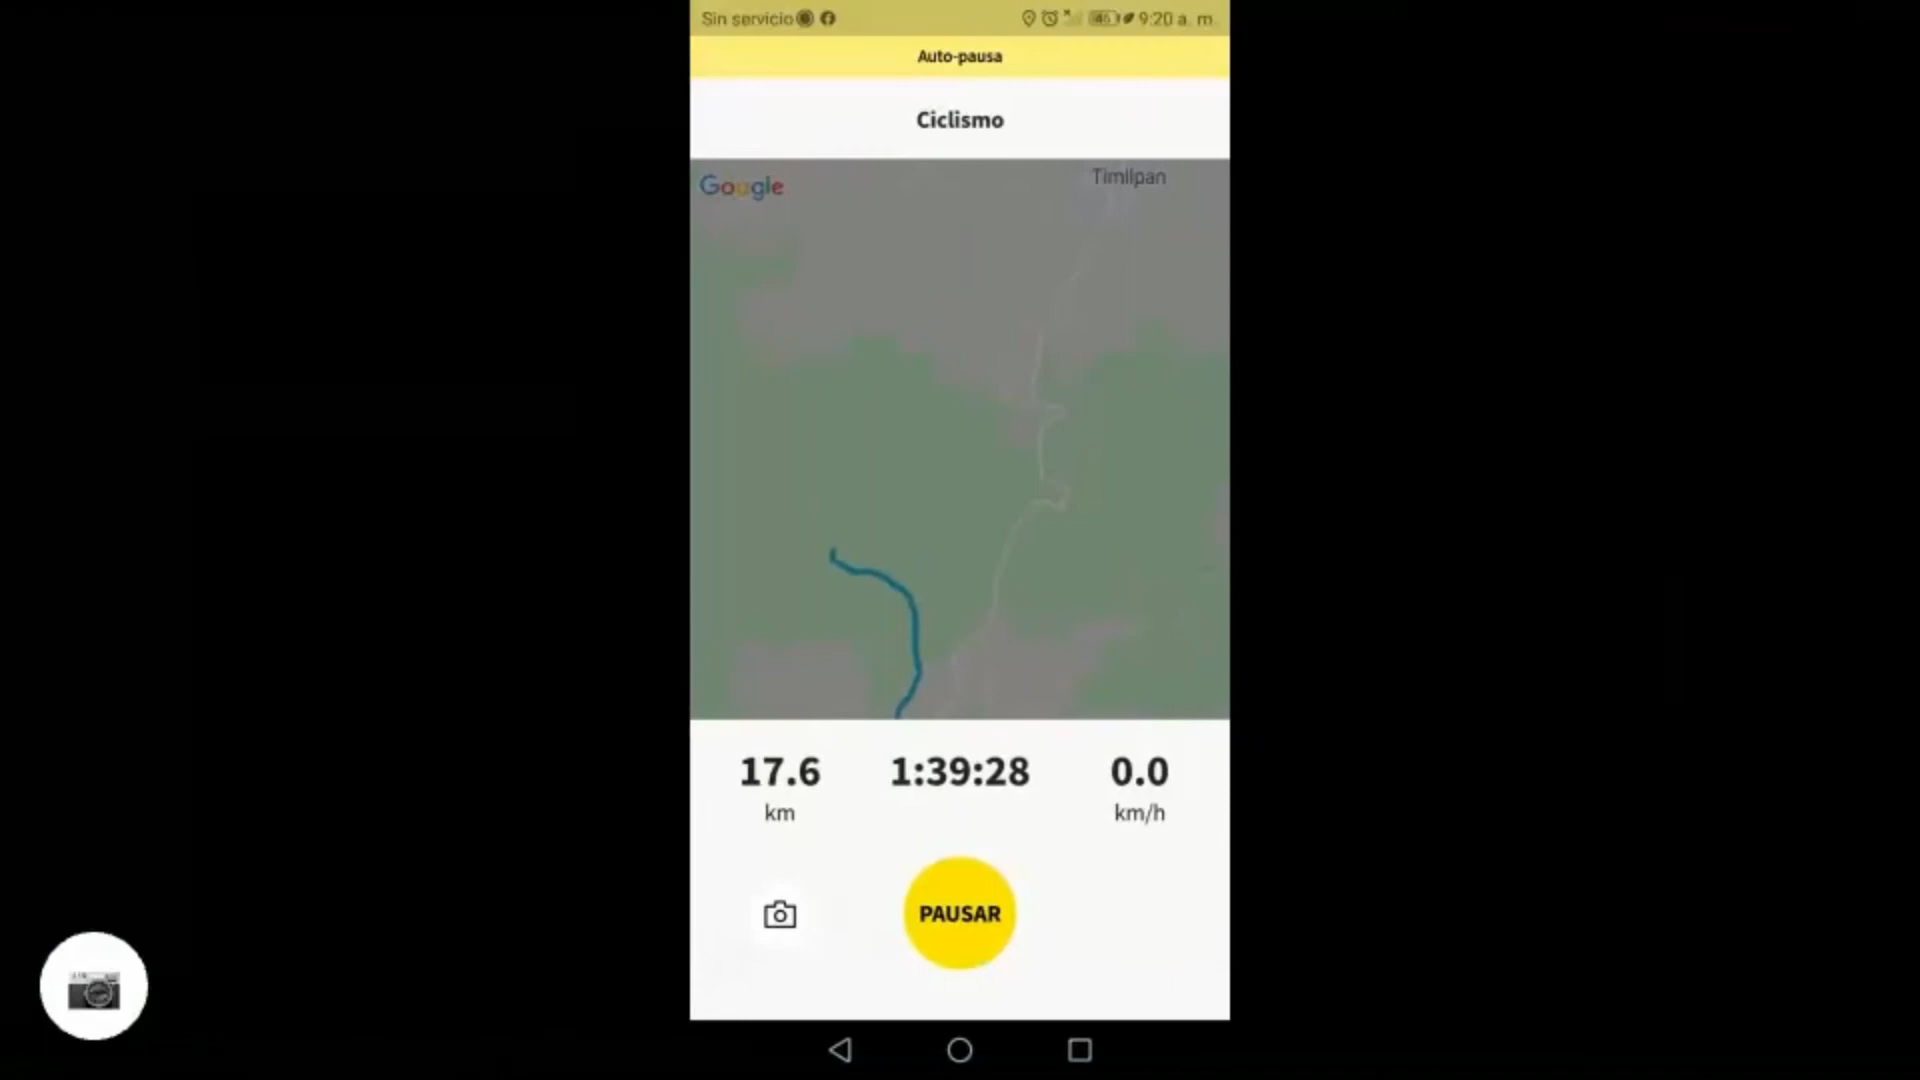 Sin servicio 46 9:20 a. m.
Auto-pausa
Ciclismo
Google
Timilpan
17.6 1:39:28 0.0
km km/h
PAUSAR